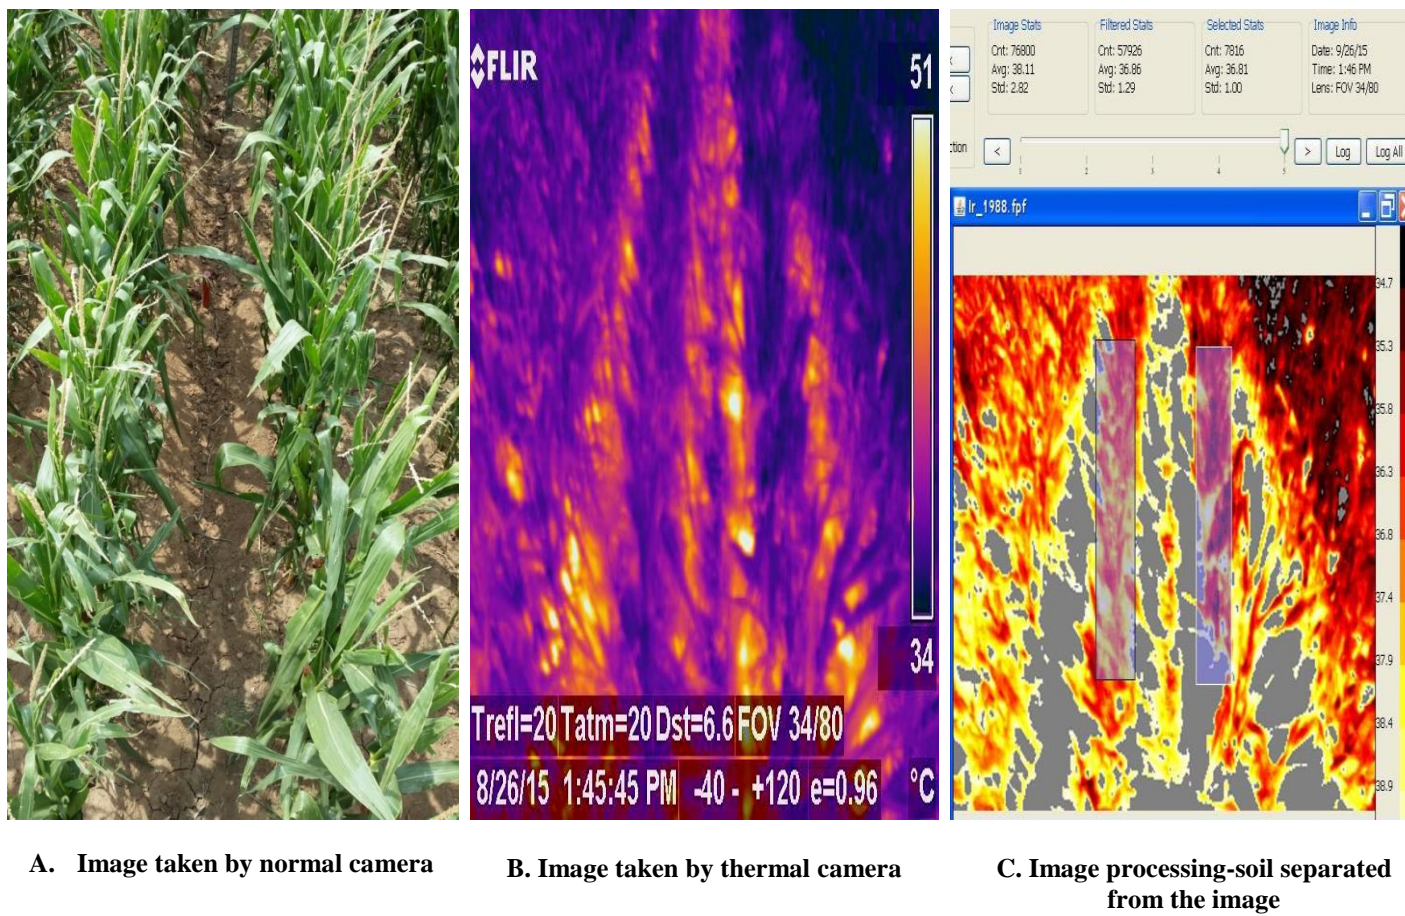 FLIR
51
34
Trefl=20 Tatm=20 Dst=6.6 FOV 34/80
8/26/15 1:45:45 PM -40 - +120 e=0.96 °C
Image Stats
Cnt: 76800
Avg: 38.11
Std: 2.82
Filtered Stats
Cnt: 57926
Avg: 36.86
Std: 1.29
Selected Stats
Cnt: 7816
Avg: 36.81
Std: 1.00
Image Info
Date: 9/26/15
Time: 1:46 PM
Lens: FOV 34/80
< 1 2 3 4 5 > Log Log All
Ir_1988.fpf
34.7
35.3
35.8
36.3
36.8
37.4
37.9
38.4
38.9
A. Image taken by normal camera
B. Image taken by thermal camera
C. Image processing-soil separated
from the image